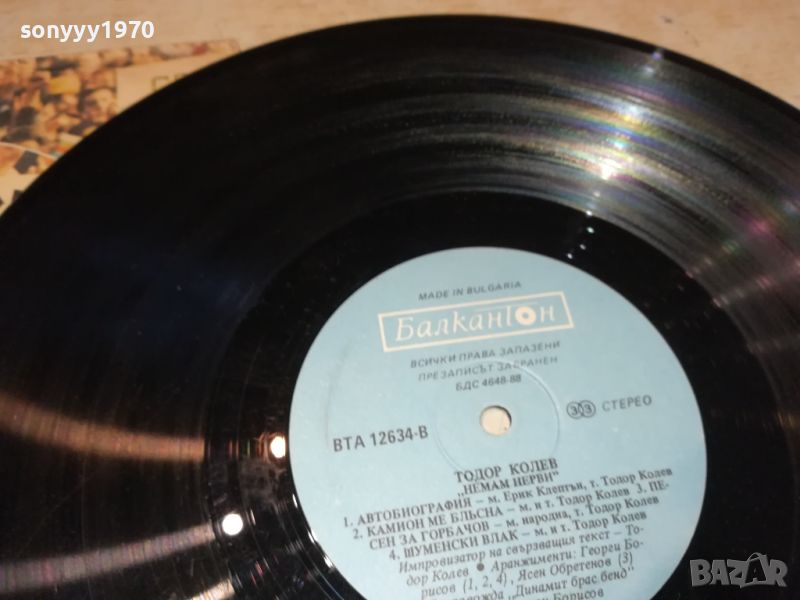 sonyyy1970
MADE IN BULGARIA
Балкантон
ВСИЧКИ ПРАВА ЗАПАЗЕНИ
ПРЕЗАПИСЪТ ЗАБРАНЕН
БДС 4648-88
ВТА 12634-В
33 СТЕРЕО
ТОДОР КОЛЕВ
„НЕМАМ НЕРВИ"
1. АВТОБИОГРАФИЯ – м. Ерик Клептън, т. Тодор Колев
2. КАМИОН МЕ БЛЪСНА – м. и т. Тодор Колев 3. ПЕ-
СЕН ЗА ГОРБАЧОВ – м. народна, т. Тодор Колев
4. ШУМЕНСКИ ВЛАК – м. и т. Тодор Колев
Импровизатор на свързващия текст – То-
дор Колев • Аранжименти: Георги Бо-
рисов (1, 2, 4), Ясен Обретенов (3)
"Динамит брас бенд"
Борисов
BAZAR